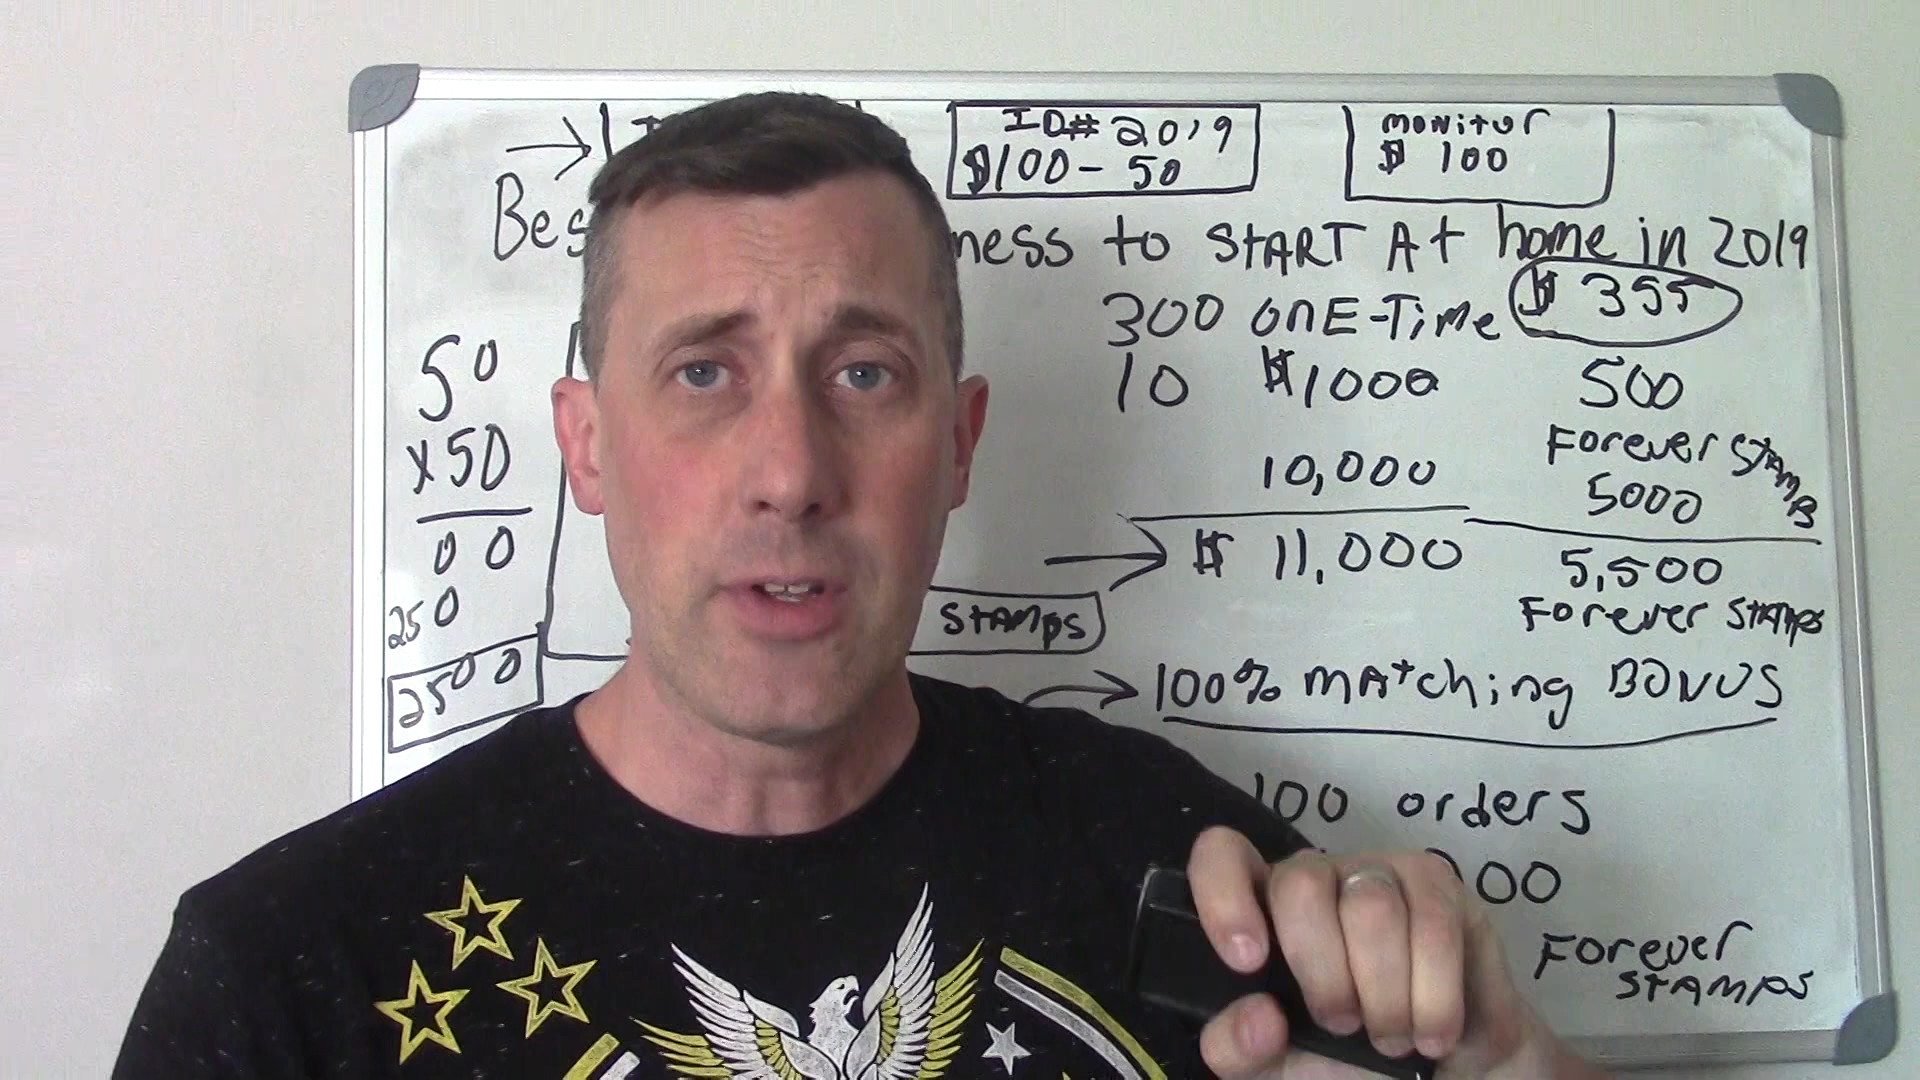 ID# 2019
$100 - 50
monitor
$ 100
to START At home in 2019
300 ONE-Time $ 355
10 $1000 500
Forever STAMPS
10,000 5000
$ 11,000 5,500
Forever STAMPS
50
x50
00
250
2500
STAMPS
100% mAtching BONUS
100 orders
Forever
STAMPS